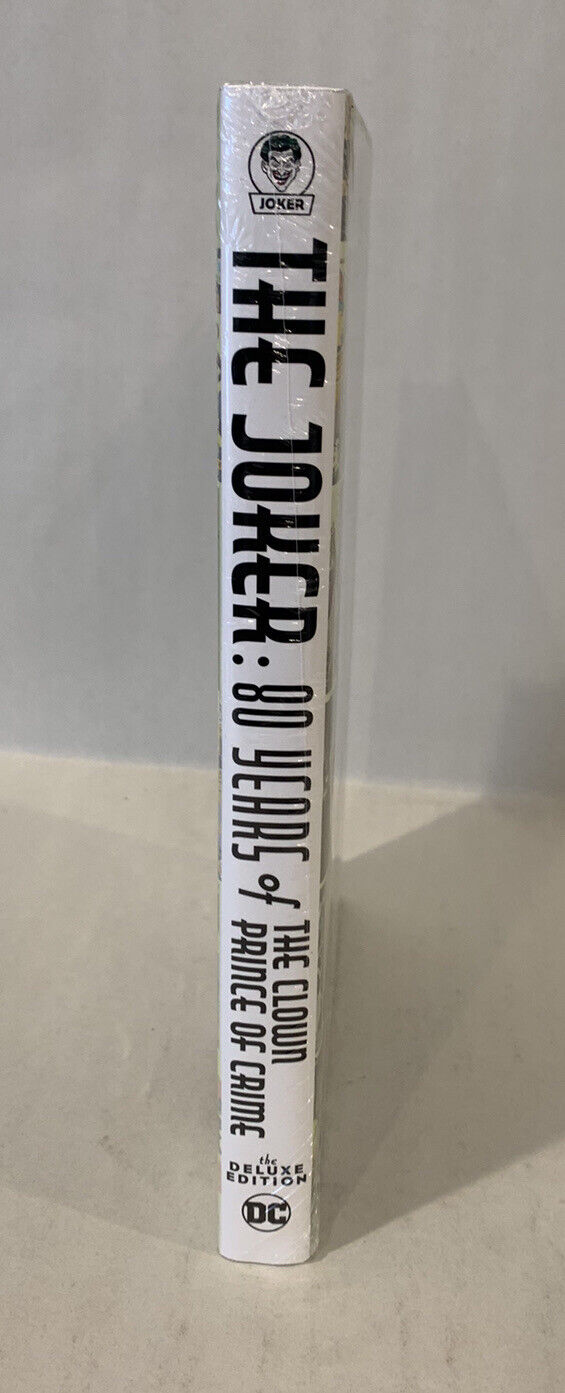 JOKER
THE JOKER: 80 YEARS of
THE CLOWN
PRINCE OF CRIME
the
DELUXE
EDITION
DC